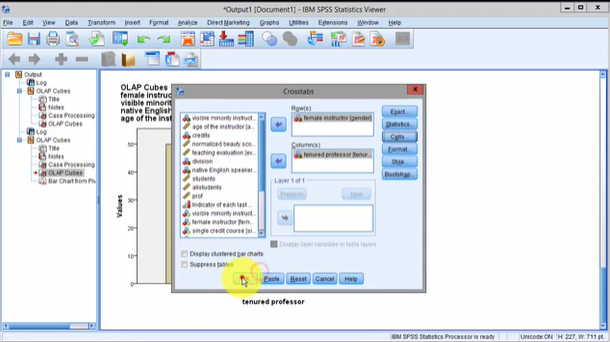 *Output1 [Document1] - IBM SPSS Statistics Viewer
File Edit View Data Transform Insert Format Analyze Direct Marketing Graphs Utilities Extensions Window Help
Output
Log
OLAP Cubes
Title
Notes
Case Processing
OLAP Cubes
Log
OLAP Cubes
Title
Notes
Case Processing
OLAP Cubes
Bar Chart from Piv
OLAP Cubes
female instruc
visible minority
native English
age of the inst
Values
50
40
30
20
10
0
tenured professor
Crosstabs
visible minority instruct...
age of the instructor [a...
credits
normalized beauty sco...
teaching evaluation [ev...
division
native English speaker...
students
allstudents
prof
Indicator of each last ...
visible minority instruct...
female instructor [fem...
single credit course [si...
Row(s):
female instructor [gender]
Column(s):
tenured professor [tenur...
Layer 1 of 1
Previous
Next
Display layer variables in table layers
Exact...
Statistics...
Cells...
Format...
Style...
Bootstrap...
Display clustered bar charts
Suppress tables
Paste Reset Cancel Help
IBM SPSS Statistics Processor is ready Unicode:ON H: 227, W: 711 pt.